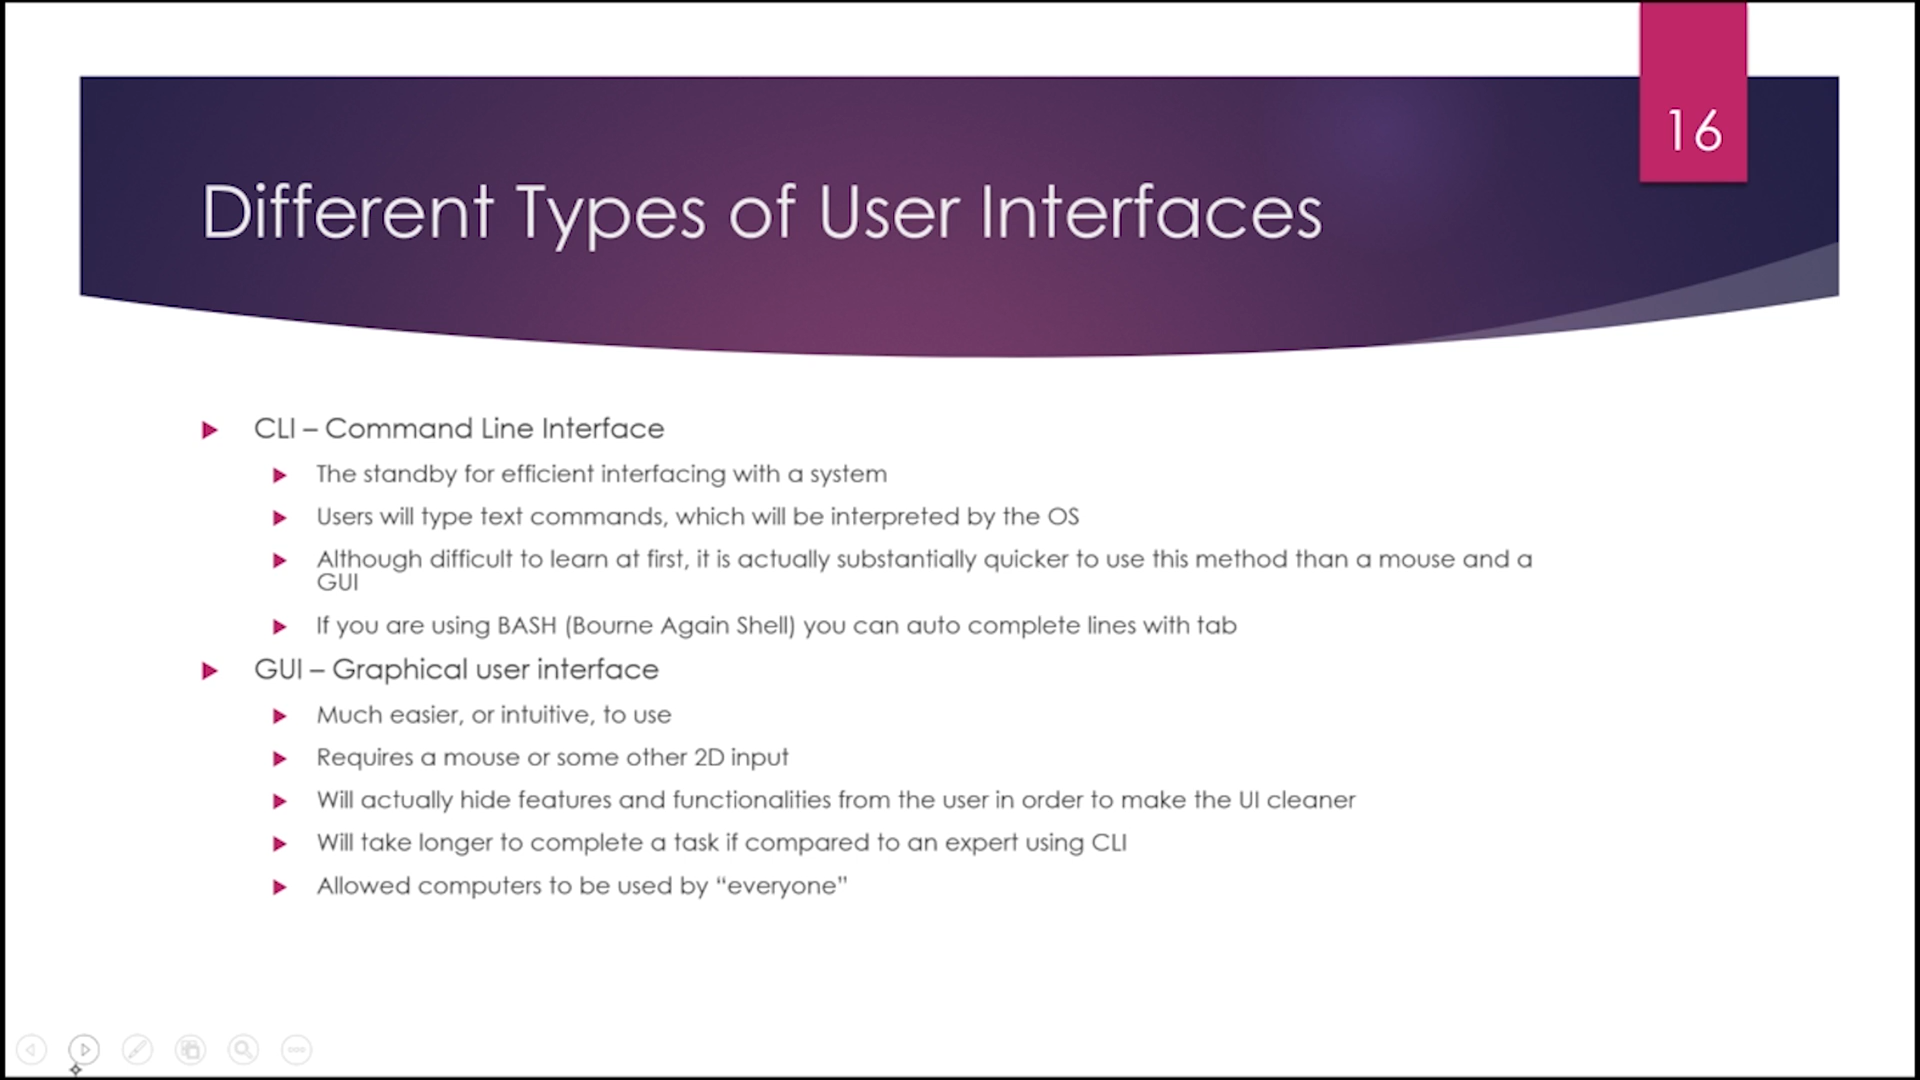 16
Different Types of User Interfaces
CLI – Command Line Interface
The standby for efficient interfacing with a system
Users will type text commands, which will be interpreted by the OS
Although difficult to learn at first, it is actually substantially quicker to use this method than a mouse and a
GUI
If you are using BASH (Bourne Again Shell) you can auto complete lines with tab
GUI – Graphical user interface
Much easier, or intuitive, to use
Requires a mouse or some other 2D input
Will actually hide features and functionalities from the user in order to make the UI cleaner
Will take longer to complete a task if compared to an expert using CLI
Allowed computers to be used by “everyone”